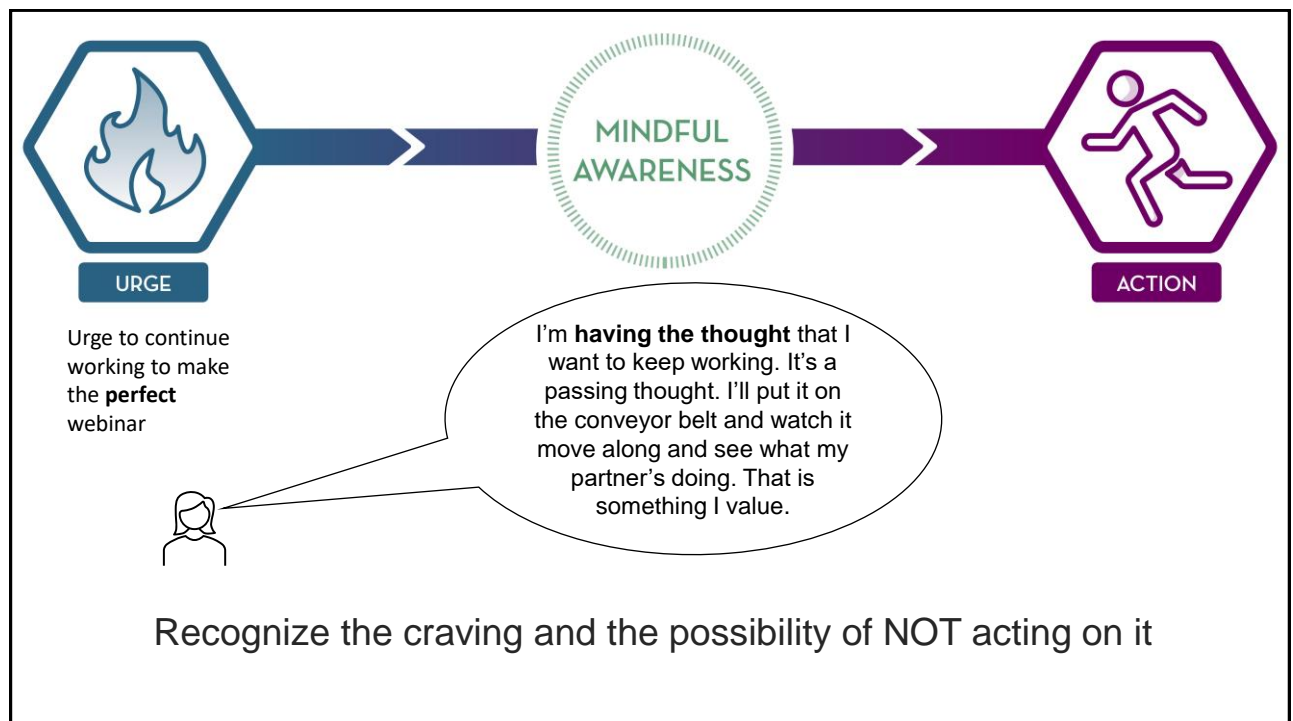 MINDFUL
AWARENESS
URGE
ACTION
Urge to continue
working to make
the perfect
webinar
I’m having the thought that I
want to keep working. It’s a
passing thought. I’ll put it on
the conveyor belt and watch it
move along and see what my
partner’s doing. That is
something I value.
Recognize the craving and the possibility of NOT acting on it